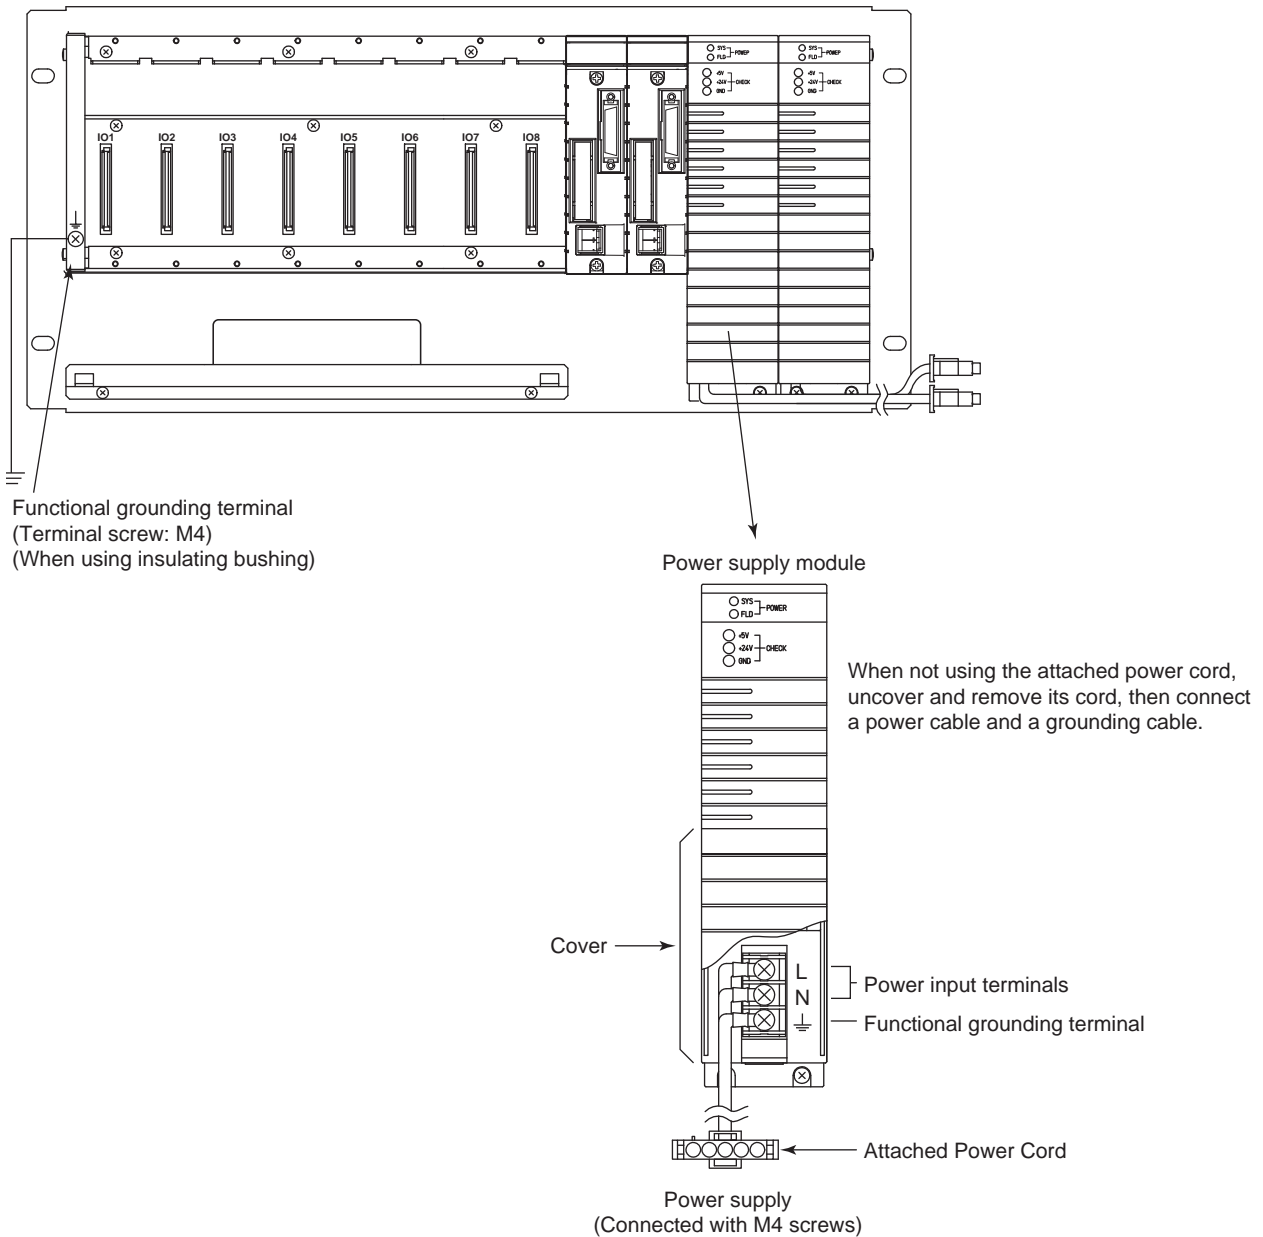 SYS
FLD
POWER
+5V
+24V
GND
CHECK
SYS
FLD
POWER
+5V
+24V
GND
CHECK
IO1 IO2 IO3 IO4 IO5 IO6 IO7 IO8
Functional grounding terminal
(Terminal screw: M4)
(When using insulating bushing)
Power supply module
SYS
FLD
POWER
+5V
+24V
GND
CHECK
When not using the attached power cord,
uncover and remove its cord, then connect
a power cable and a grounding cable.
Cover
L
N
Power input terminals
Functional grounding terminal
Attached Power Cord
Power supply
(Connected with M4 screws)